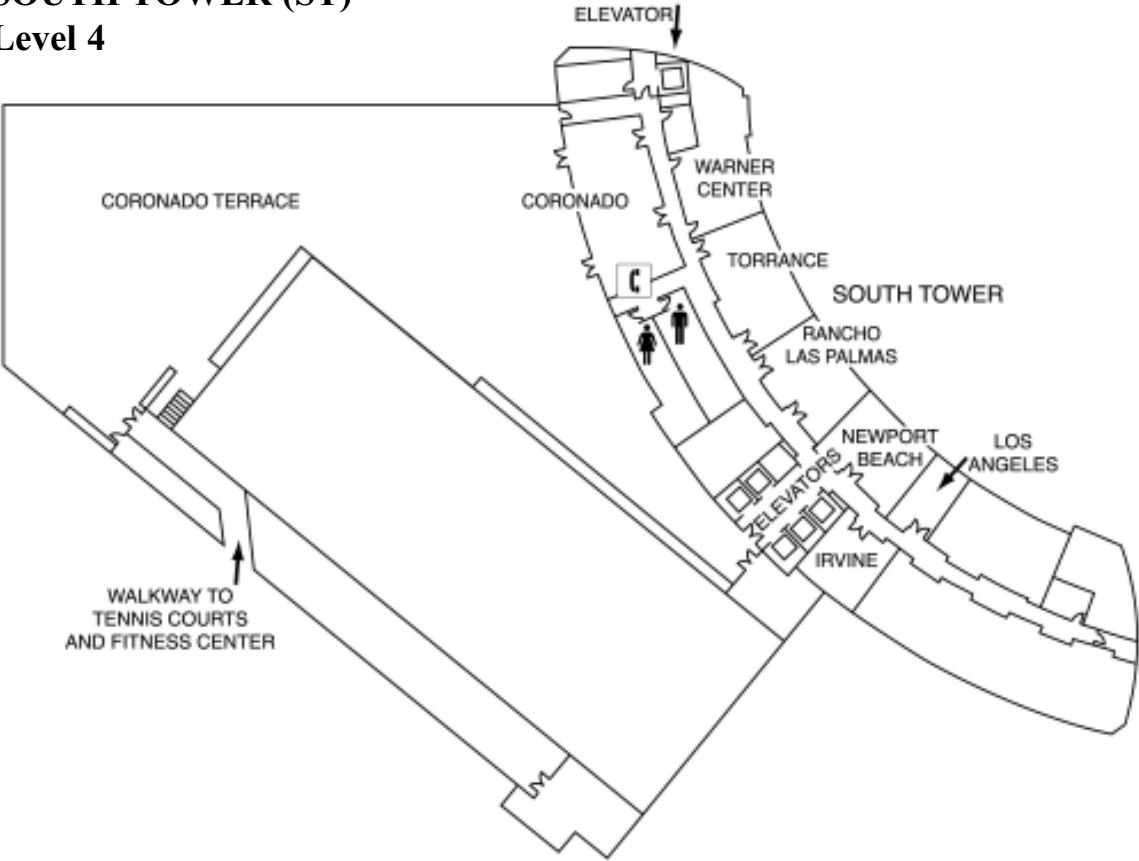 SOUTH TOWER (ST)
Level 4
ELEVATOR
WARNER
CENTER
CORONADO TERRACE
CORONADO
TORRANCE
SOUTH TOWER
RANCHO
LAS PALMAS
NEWPORT
BEACH
LOS
ANGELES
ELEVATORS
IRVINE
WALKWAY TO
TENNIS COURTS
AND FITNESS CENTER